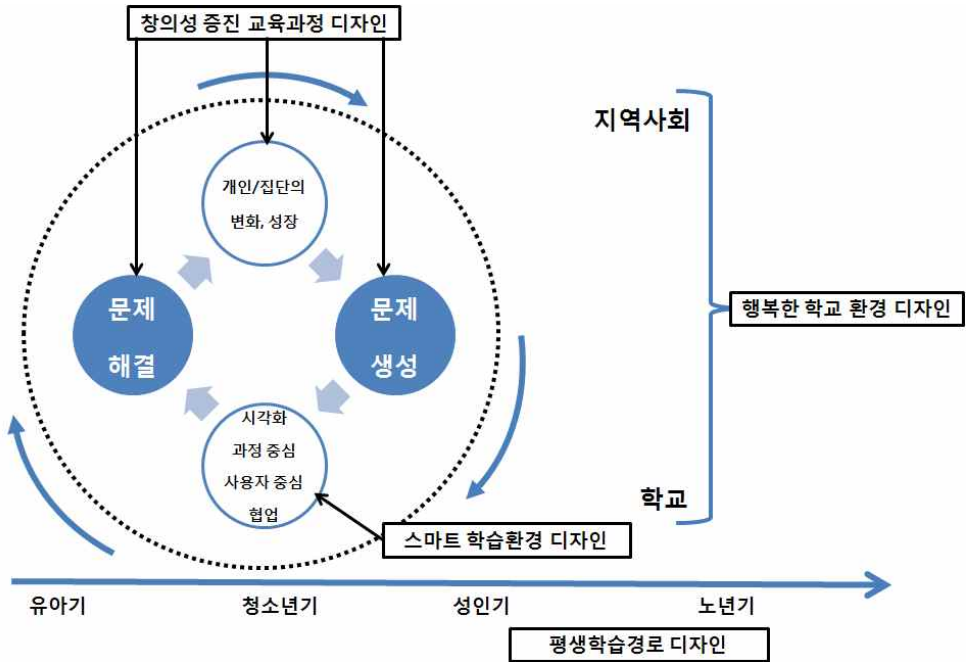 창의성 증진 교육과정 디자인
지역사회
개인/집단의
변화, 성장
문제
해결
문제
생성
행복한 학교 환경 디자인
시각화
과정 중심
사용자 중심
협업
학교
스마트 학습환경 디자인
유아기
청소년기
성인기
노년기
평생학습경로 디자인